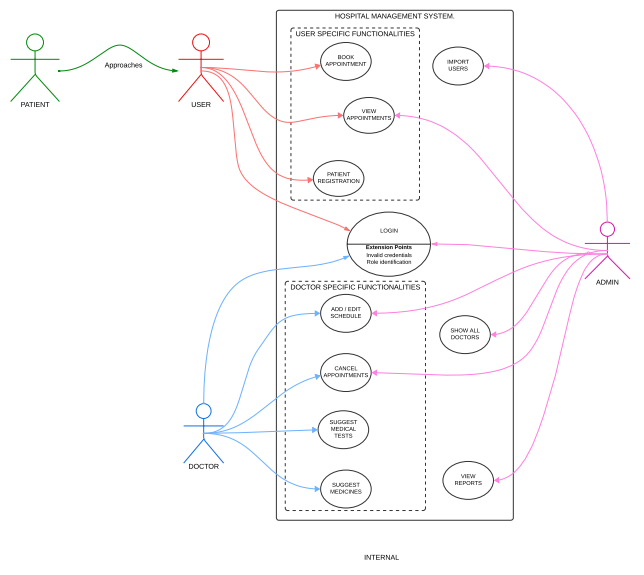 HOSPITAL MANAGEMENT SYSTEM.
USER SPECIFIC FUNCTIONALITIES
BOOK
APPOINTMENT
IMPORT
USERS
Approaches
PATIENT
USER
VIEW
APPOINTMENTS
PATIENT
REGISTRATION
LOGIN
Extension Points
Invalid credentials
Role identification
ADMIN
DOCTOR SPECIFIC FUNCTIONALITIES
ADD / EDIT
SCHEDULE
SHOW ALL
DOCTORS
CANCEL
APPOINTMENTS
SUGGEST
MEDICAL
TESTS
DOCTOR
SUGGEST
MEDICINES
VIEW
REPORTS
INTERNAL